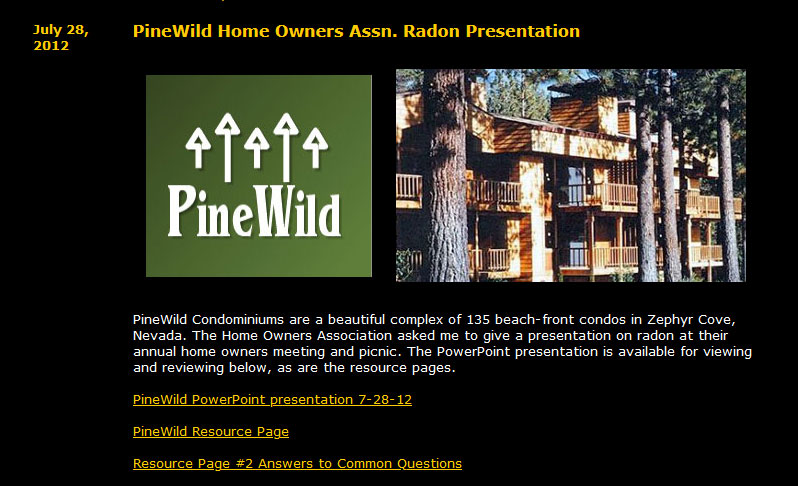 July 28,
2012
PineWild Home Owners Assn. Radon Presentation
PineWild
PineWild Condominiums are a beautiful complex of 135 beach-front condos in Zephyr Cove,
Nevada. The Home Owners Association asked me to give a presentation on radon at their
annual home owners meeting and picnic. The PowerPoint presentation is available for viewing
and reviewing below, as are the resource pages.
PineWild PowerPoint presentation 7-28-12
PineWild Resource Page
Resource Page #2 Answers to Common Questions